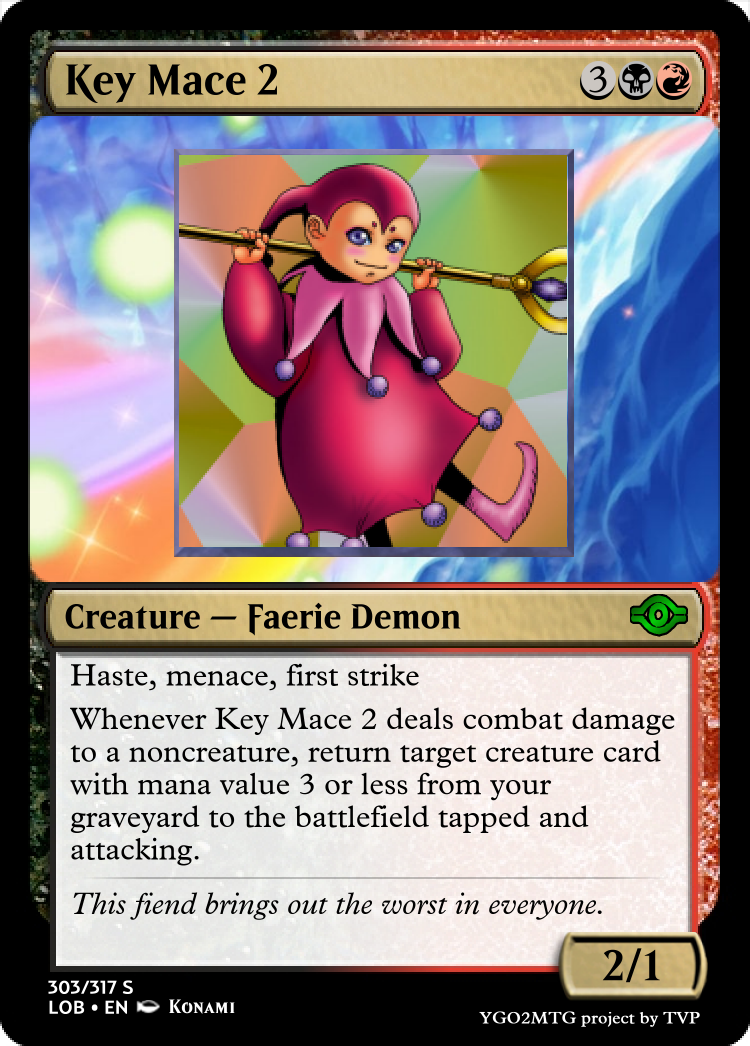 Key Mace 2 3
Creature — Faerie Demon
Haste, menace, first strike
Whenever Key Mace 2 deals combat damage
to a noncreature, return target creature card
with mana value 3 or less from your
graveyard to the battlefield tapped and
attacking.
This fiend brings out the worst in everyone.
2/1
303/317 S
LOB • EN KONAMI
YGO2MTG project by TVP